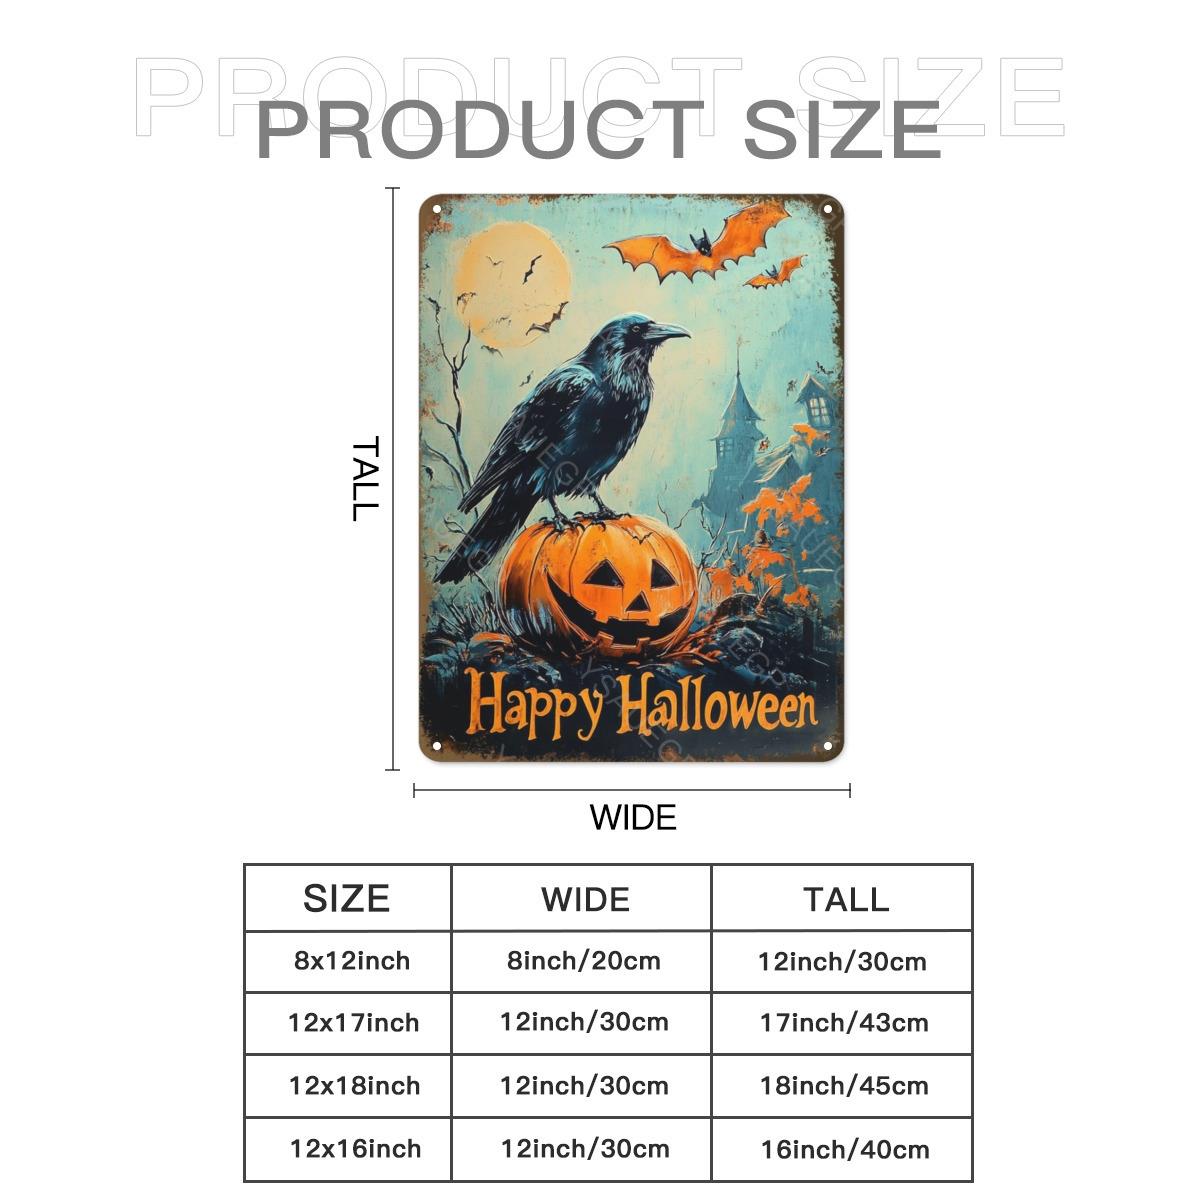 PRODUCT SIZE
PRODUCT SIZE
TALL
Happy Halloween
WIDE
SIZE WIDE TALL
8x12inch 8inch/20cm 12inch/30cm
12x17inch 12inch/30cm 17inch/43cm
12x18inch 12inch/30cm 18inch/45cm
12x16inch 12inch/30cm 16inch/40cm